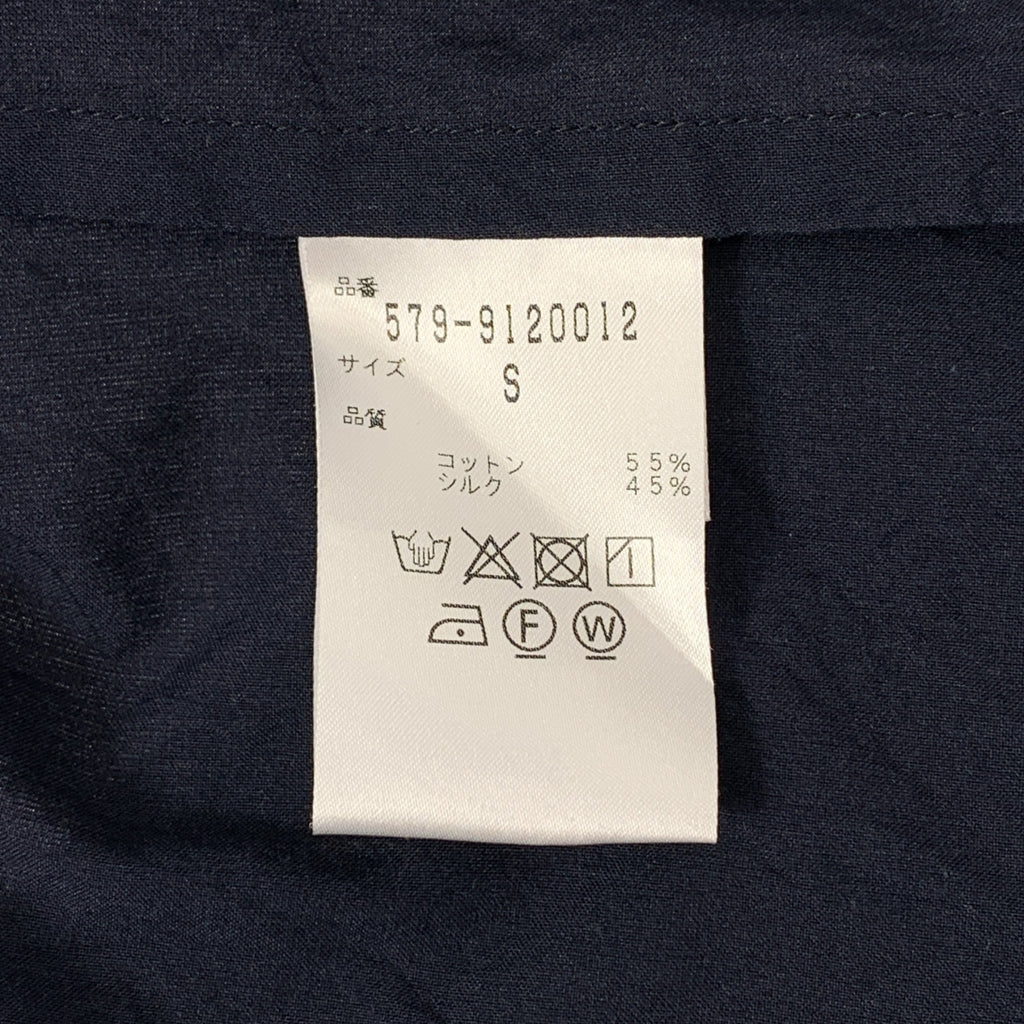 品番
579-9120012
サイズ
S
品質
コットン 55%
シルク 45%
F W